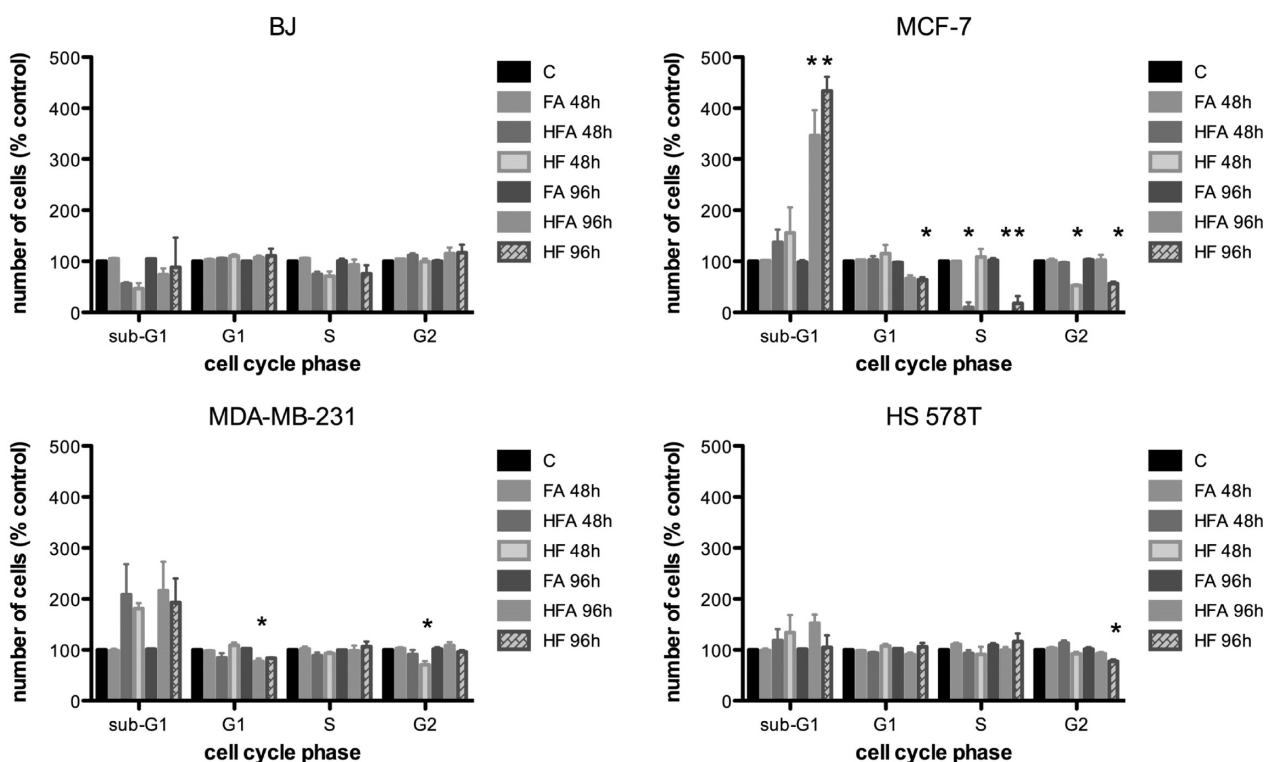 BJ
number of cells (% control)
500
400
300
200
100
0
sub-G1 G1 S G2
cell cycle phase
C
FA 48h
HFA 48h
HF 48h
FA 96h
HFA 96h
HF 96h
MCF-7
number of cells (% control)
500
400
300
200
100
0
* *
*
*
**
*
*
sub-G1 G1 S G2
cell cycle phase
C
FA 48h
HFA 48h
HF 48h
FA 96h
HFA 96h
HF 96h
MDA-MB-231
number of cells (% control)
500
400
300
200
100
0
*
*
sub-G1 G1 S G2
cell cycle phase
C
FA 48h
HFA 48h
HF 48h
FA 96h
HFA 96h
HF 96h
HS 578T
number of cells (% control)
500
400
300
200
100
0
*
sub-G1 G1 S G2
cell cycle phase
C
FA 48h
HFA 48h
HF 48h
FA 96h
HFA 96h
HF 96h